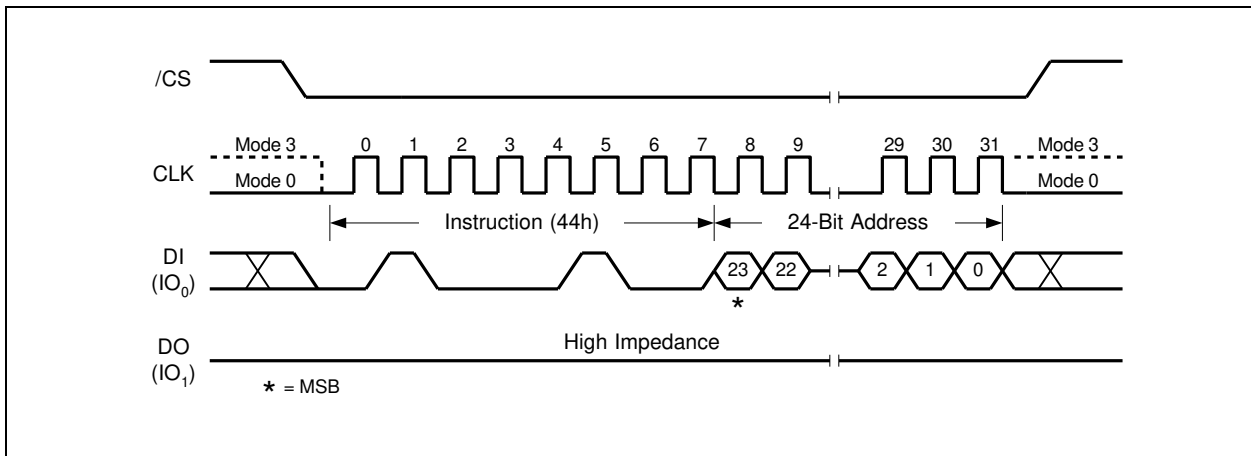 /CS
Mode 3 0 1 2 3 4 5 6 7 8 9 29 30 31 Mode 3
CLK
Mode 0 Mode 0
Instruction (44h) 24-Bit Address
DI
(IO0)
23 22 2 1 0
*
High Impedance
DO
(IO1)
* = MSB